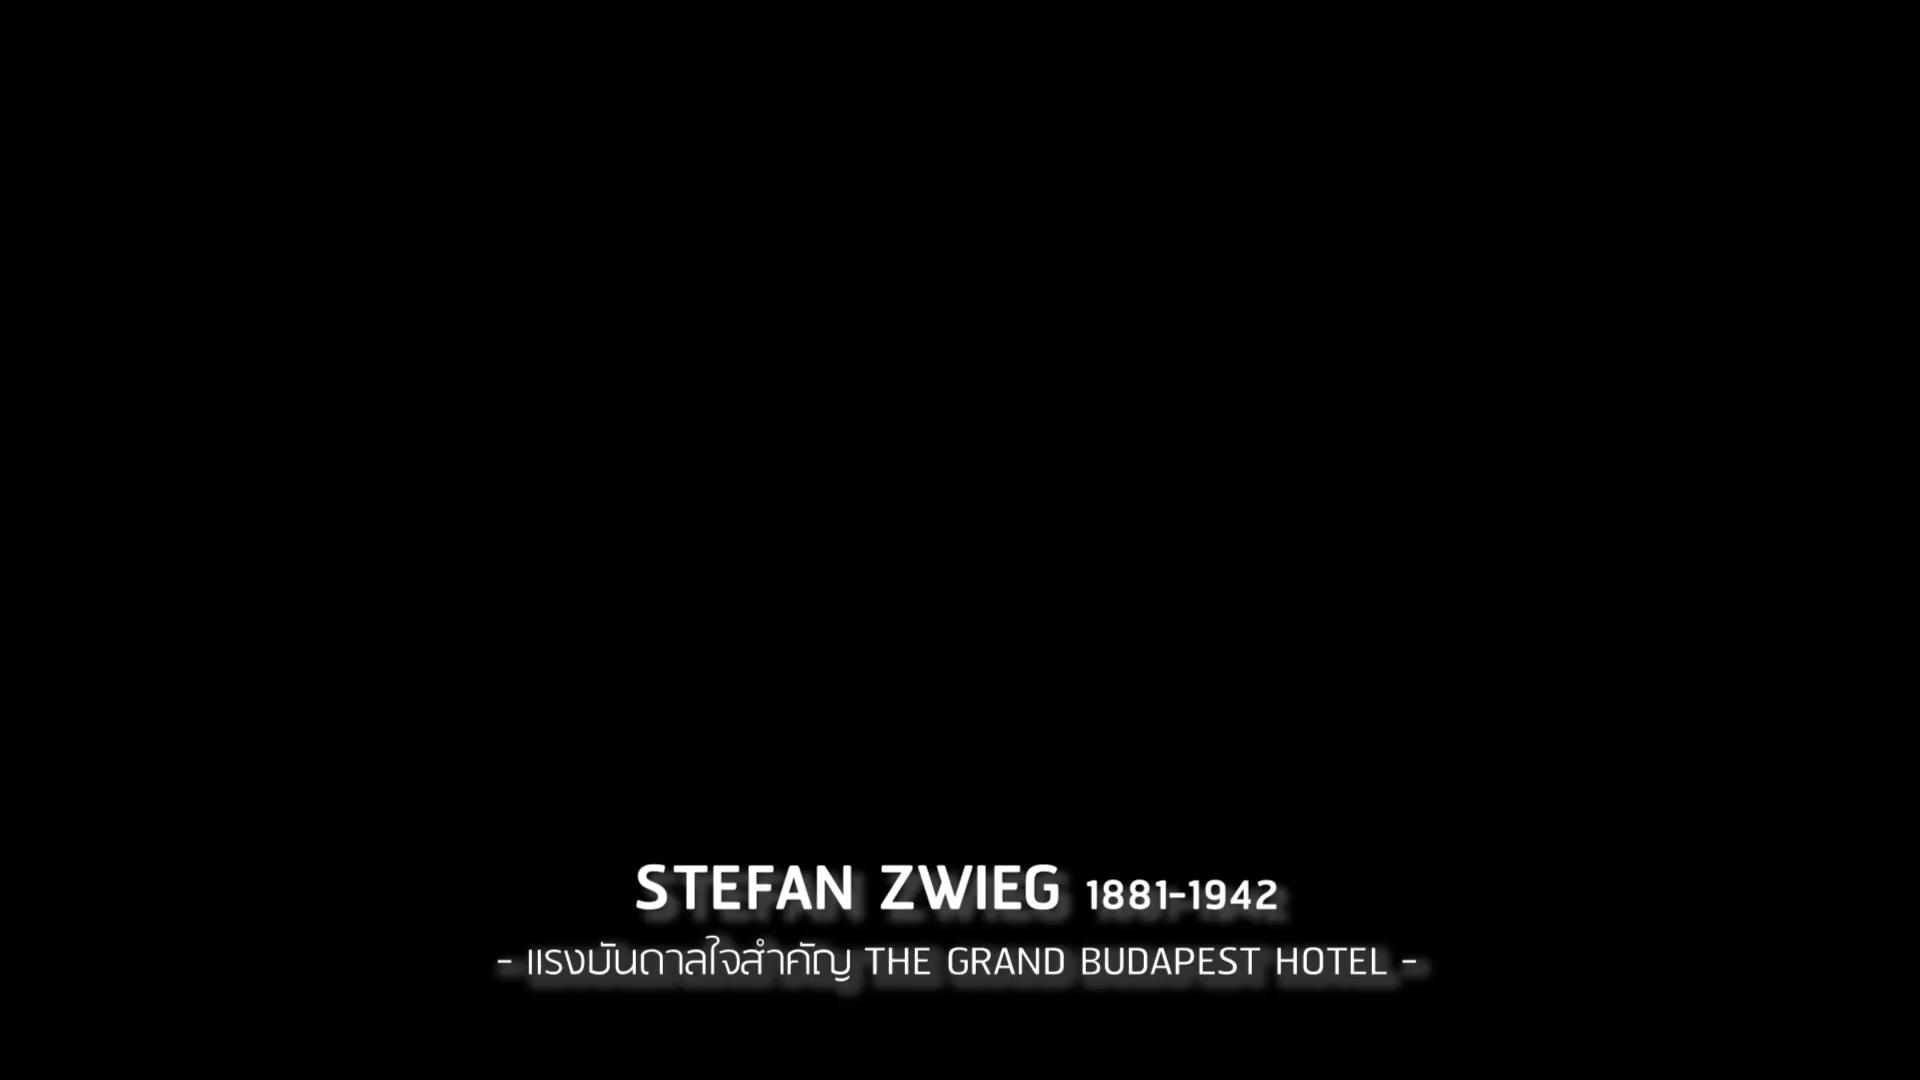 STEFAN ZWIEG 1881-1942
- แรงบันดาลใจสำคัญ THE GRAND BUDAPEST HOTEL -